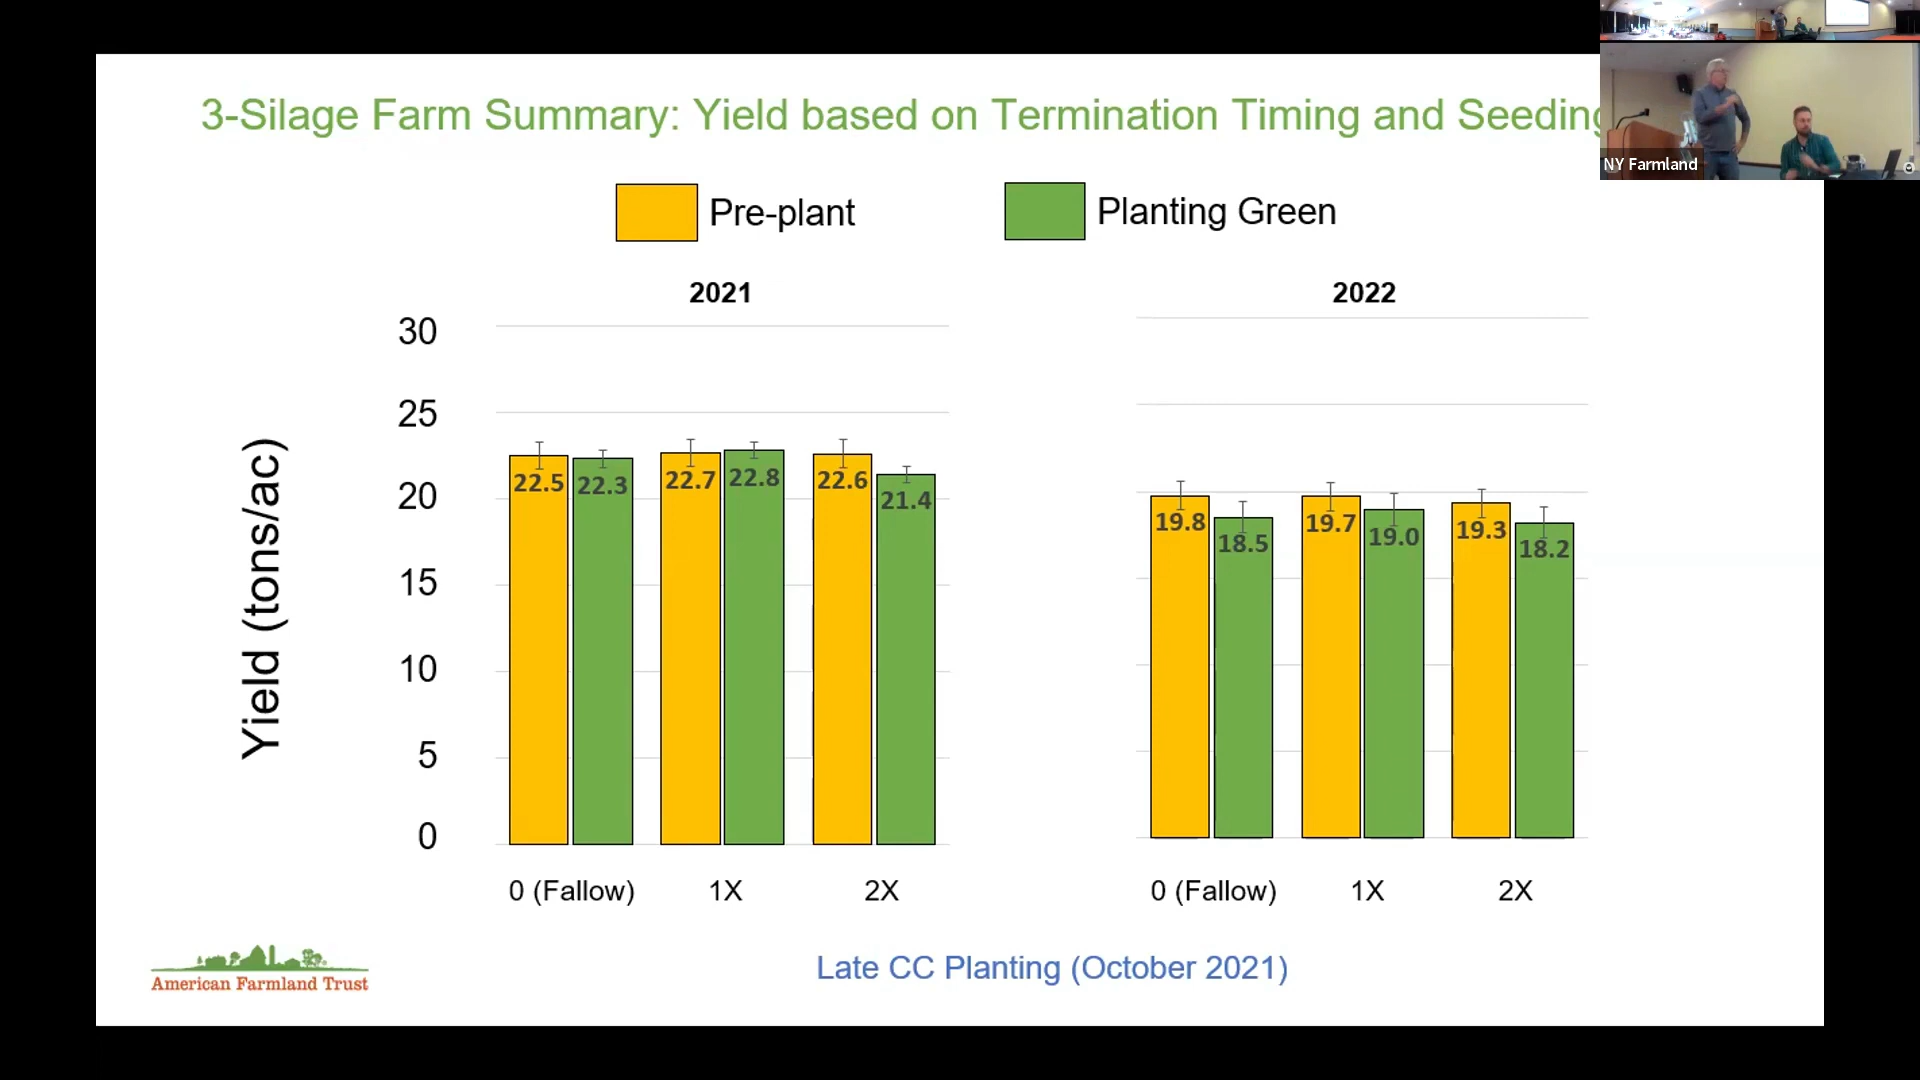 3-Silage Farm Summary: Yield based on Termination Timing and Seeding
NY Farmland
Pre-plant
Planting Green
2021
2022
30
25
20
15
10
5
0
Yield (tons/ac)
22.5
22.3
22.7
22.8
22.6
21.4
19.8
18.5
19.7
19.0
19.3
18.2
0 (Fallow)
1X
2X
0 (Fallow)
1X
2X
Late CC Planting (October 2021)
American Farmland Trust